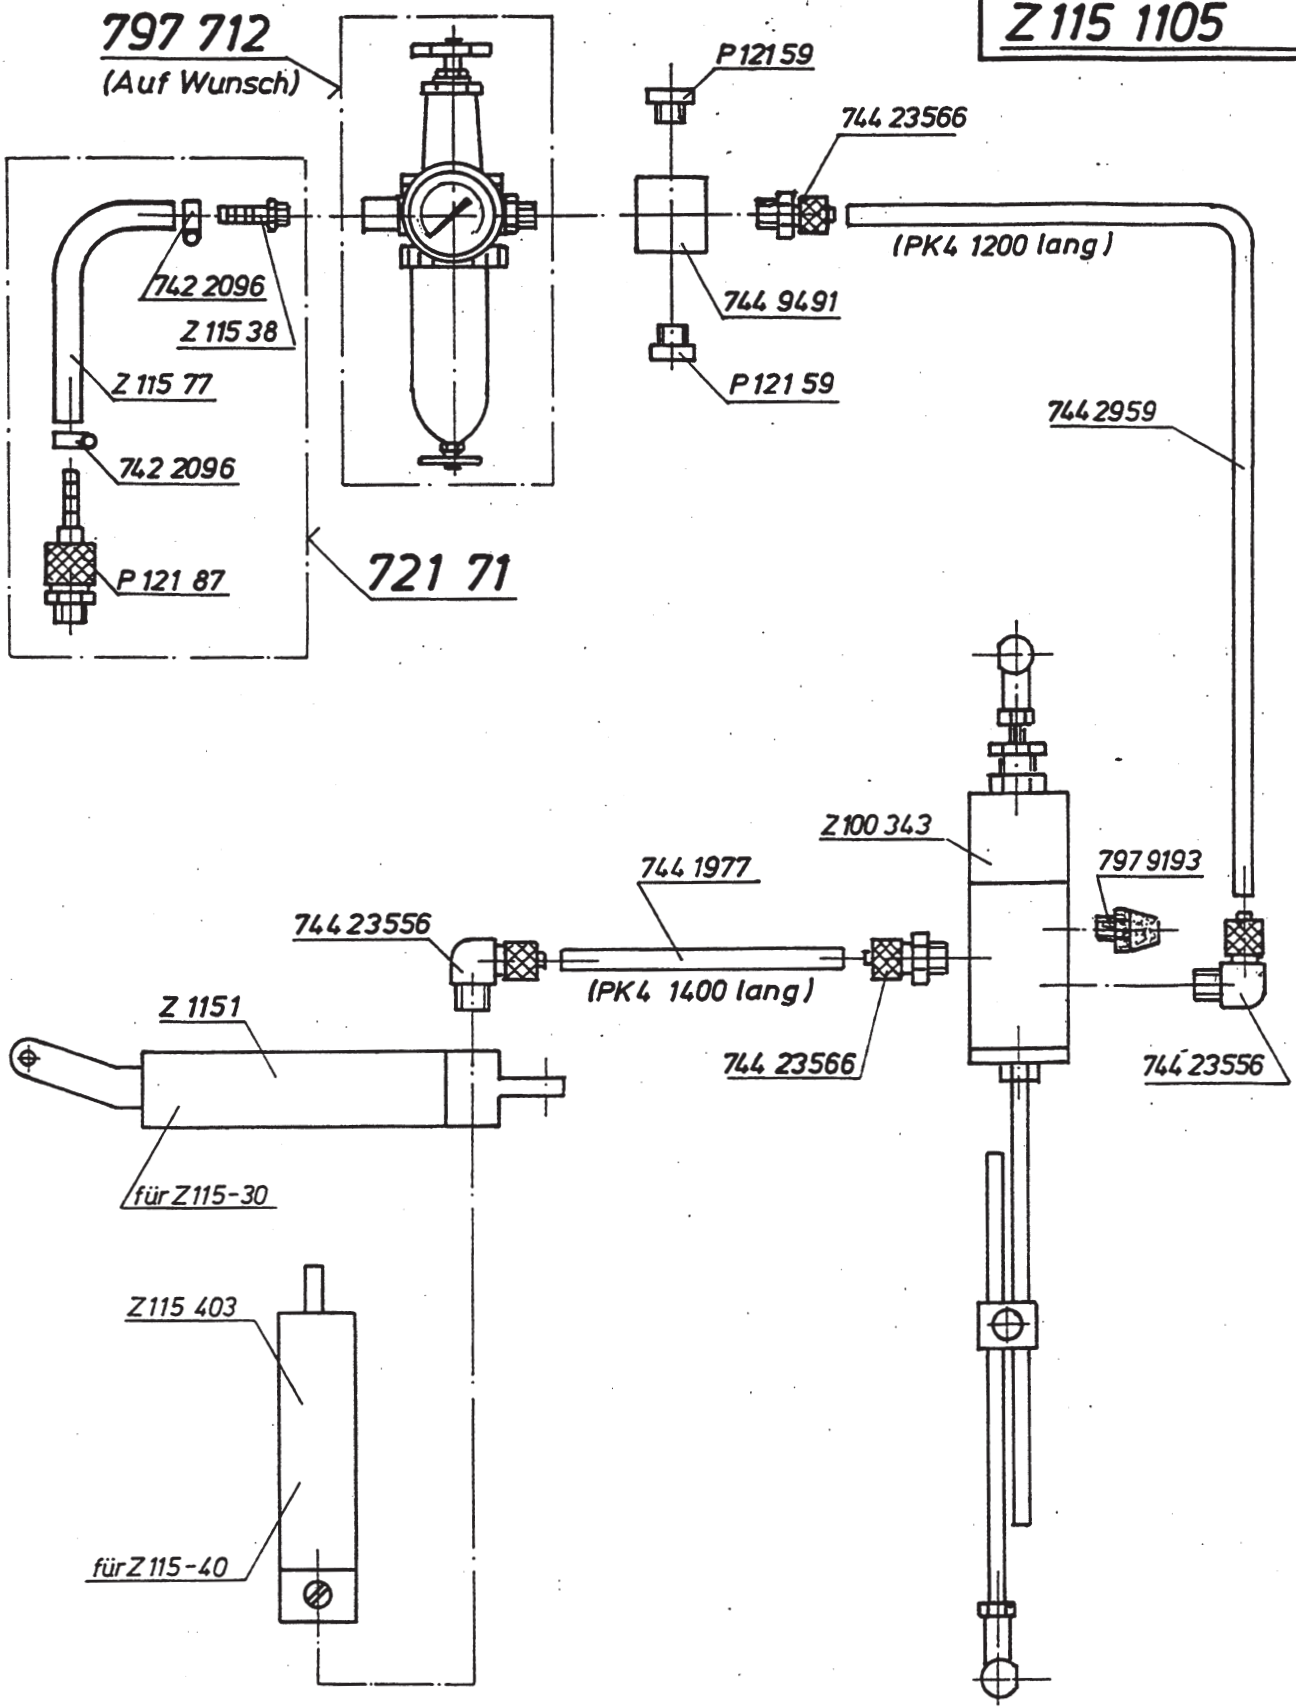 797 712
(Auf Wunsch)
Z 115 1105
P 121 59
744 23566
(PK4 1200 lang)
742 2096
Z 115 38
744 9491
Z 115 77
P 121 59
744 2959
742 2096
P 121 87
721 71
Z 100 343
744 1977
797 9193
744 23556
(PK4 1400 lang)
Z 1151
744 23566
744 23556
für Z 115-30
Z 115 403
für Z 115-40